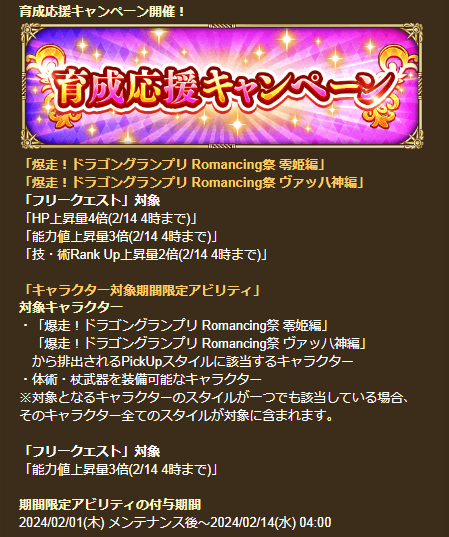 育成応援キャンペーン開催！
育成応援キャンペーン
「爆走！ドラゴングランプリ Romancing祭 零姫編」
「爆走！ドラゴングランプリ Romancing祭 ヴァッハ神編」
「フリークエスト」対象
「HP上昇量4倍(2/14 4時まで)」
「能力値上昇量3倍(2/14 4時まで)」
「技・術Rank Up上昇量2倍(2/14 4時まで)」
「キャラクター対象期間限定アビリティ」
対象キャラクター
・「爆走！ドラゴングランプリ Romancing祭 零姫編」
「爆走！ドラゴングランプリ Romancing祭 ヴァッハ神編」
から排出されるPickUpスタイルに該当するキャラクター
・体術・杖武器を装備可能なキャラクター
※対象となるキャラクターのスタイルが一つでも該当している場合、
そのキャラクター全てのスタイルが対象に含まれます。
「フリークエスト」対象
「能力値上昇量3倍(2/14 4時まで)」
期間限定アビリティの付与期間
2024/02/01(木) メンテナンス後～2024/02/14(水) 04:00